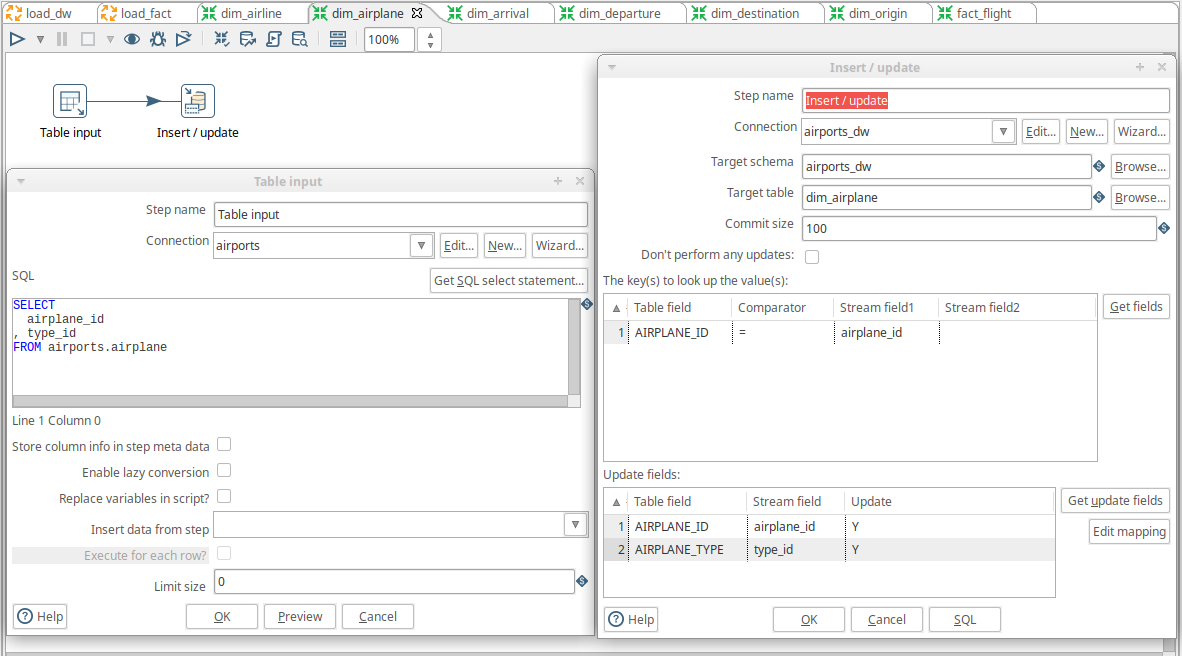 load_dw load_fact dim_airline dim_airplane dim_arrival dim_departure dim_destination dim_origin fact_flight
100%
Table input Insert / update
Table input
Step name Table input
Connection airports Edit... New... Wizard...
SQL Get SQL select statement...
SELECT
airplane_id
, type_id
FROM airports.airplane
Line 1 Column 0
Store column info in step meta data
Enable lazy conversion
Replace variables in script?
Insert data from step
Execute for each row?
Limit size 0
Help OK Preview Cancel
Insert / update
Step name Insert / update
Connection airports_dw Edit... New... Wizard...
Target schema airports_dw Browse...
Target table dim_airplane Browse...
Commit size 100
Don't perform any updates:
The key(s) to look up the value(s):
Table field Comparator Stream field1 Stream field2 Get fields
1 AIRPLANE_ID = airplane_id
Update fields:
Table field Stream field Update Get update fields
1 AIRPLANE_ID airplane_id Y Edit mapping
2 AIRPLANE_TYPE type_id Y
Help OK Cancel SQL